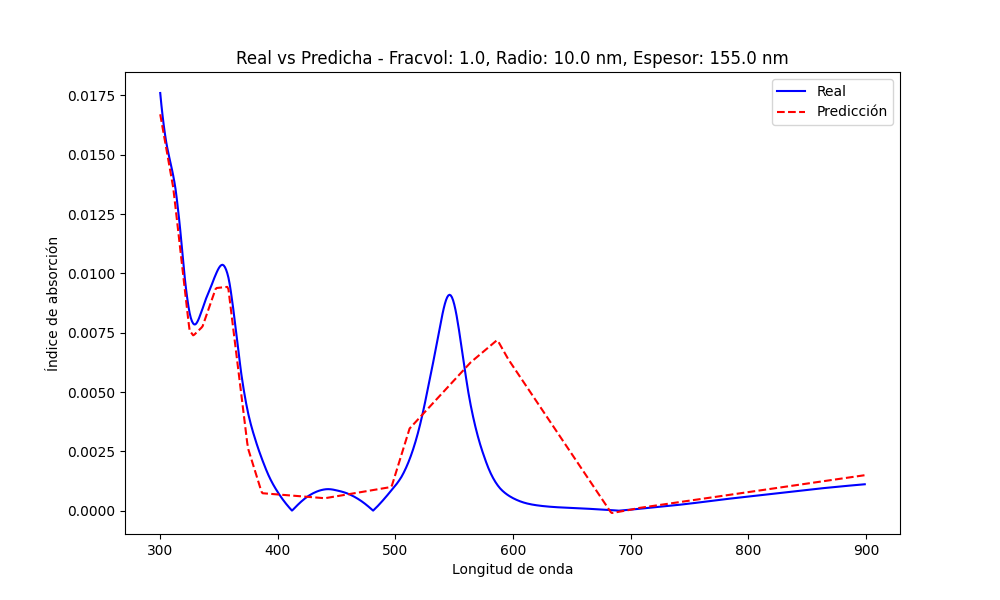 Real vs Predicha - Fracvol: 1.0, Radio: 10.0 nm, Espesor: 155.0 nm
Real
Predicción
Índice de absorción
0.0175
0.0150
0.0125
0.0100
0.0075
0.0050
0.0025
0.0000
300 400 500 600 700 800 900
Longitud de onda